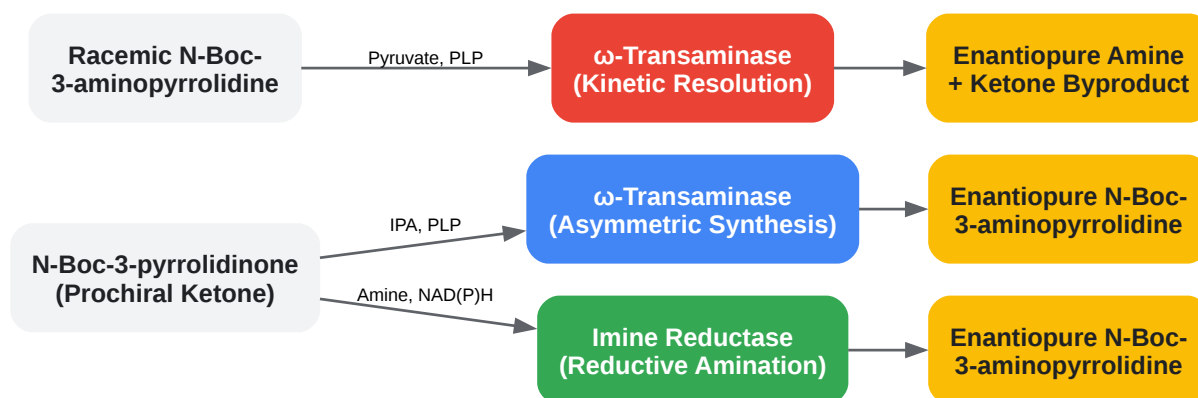 Racemic N-Boc-
3-aminopyrrolidine
Pyruvate, PLP
ω-Transaminase
(Kinetic Resolution)
Enantiopure Amine
+ Ketone Byproduct
N-Boc-3-pyrrolidinone
(Prochiral Ketone)
IPA, PLP
ω-Transaminase
(Asymmetric Synthesis)
Enantiopure N-Boc-
3-aminopyrrolidine
Amine, NAD(P)H
Imine Reductase
(Reductive Amination)
Enantiopure N-Boc-
3-aminopyrrolidine